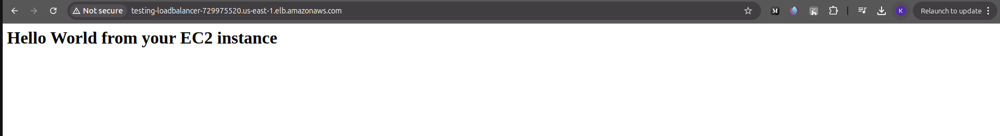 Not secure testing-loadbalancer-729975520.us-east-1.elb.amazonaws.com M h K Relaunch to update
Hello World from your EC2 instance